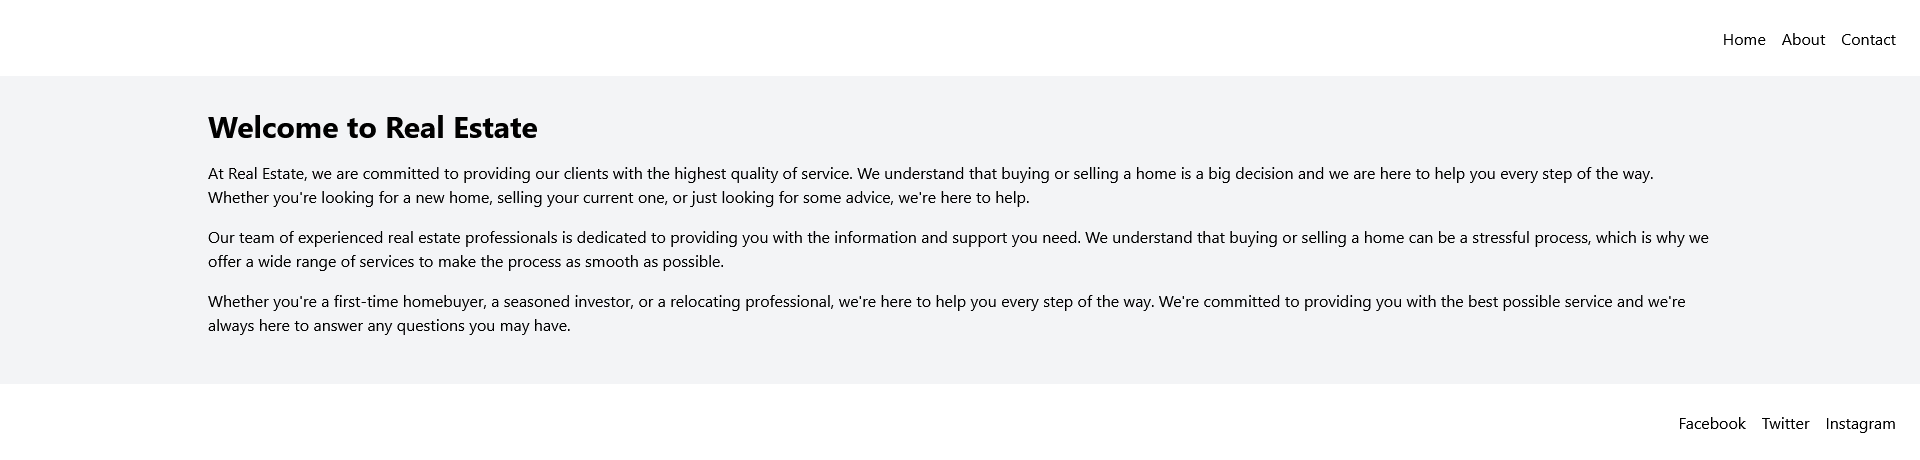 Home About Contact
Welcome to Real Estate
At Real Estate, we are committed to providing our clients with the highest quality of service. We understand that buying or selling a home is a big decision and we are here to help you every step of the way.
Whether you're looking for a new home, selling your current one, or just looking for some advice, we're here to help.
Our team of experienced real estate professionals is dedicated to providing you with the information and support you need. We understand that buying or selling a home can be a stressful process, which is why we
offer a wide range of services to make the process as smooth as possible.
Whether you're a first-time homebuyer, a seasoned investor, or a relocating professional, we're here to help you every step of the way. We're committed to providing you with the best possible service and we're
always here to answer any questions you may have.
Facebook Twitter Instagram